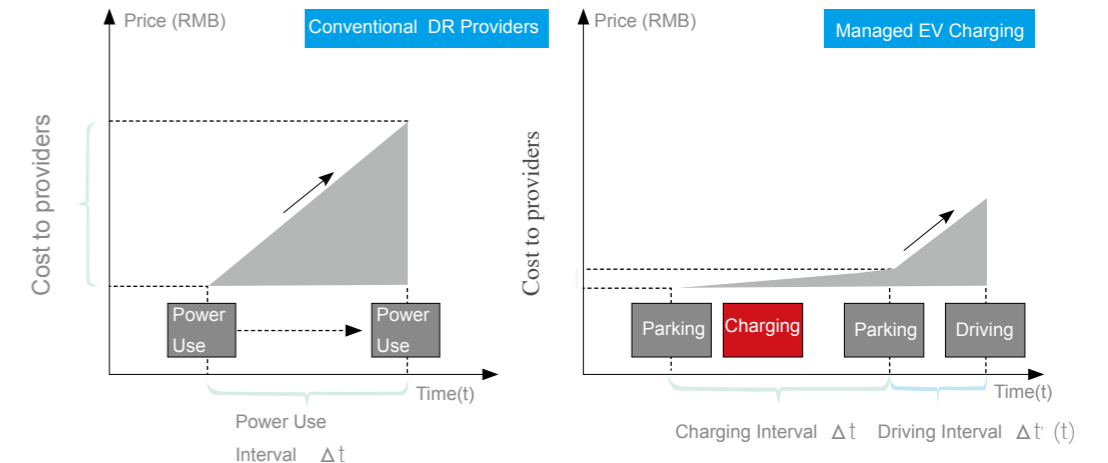 Price (RMB)
Conventional DR Providers
Cost to providers
Power
Use
Power
Use
Time(t)
Power Use
Interval Δt
Price (RMB)
Managed EV Charging
Cost to providers
Parking
Charging
Parking
Driving
Time(t)
Charging Interval Δt
Driving Interval Δt' (t)